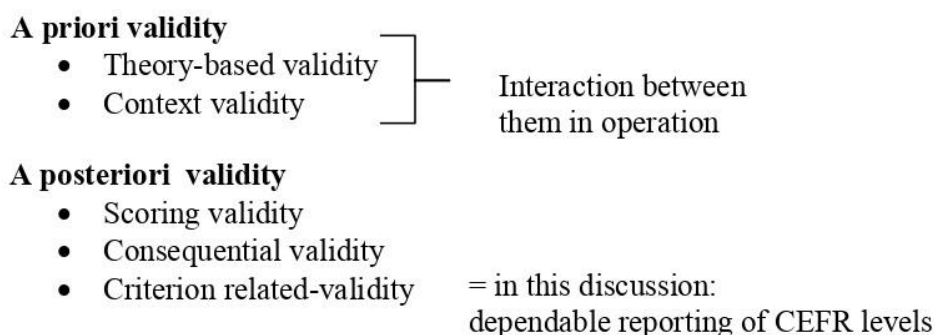 A priori validity
• Theory-based validity
• Context validity
Interaction between
them in operation
A posteriori validity
• Scoring validity
• Consequential validity
• Criterion related-validity = in this discussion:
dependable reporting of CEFR levels